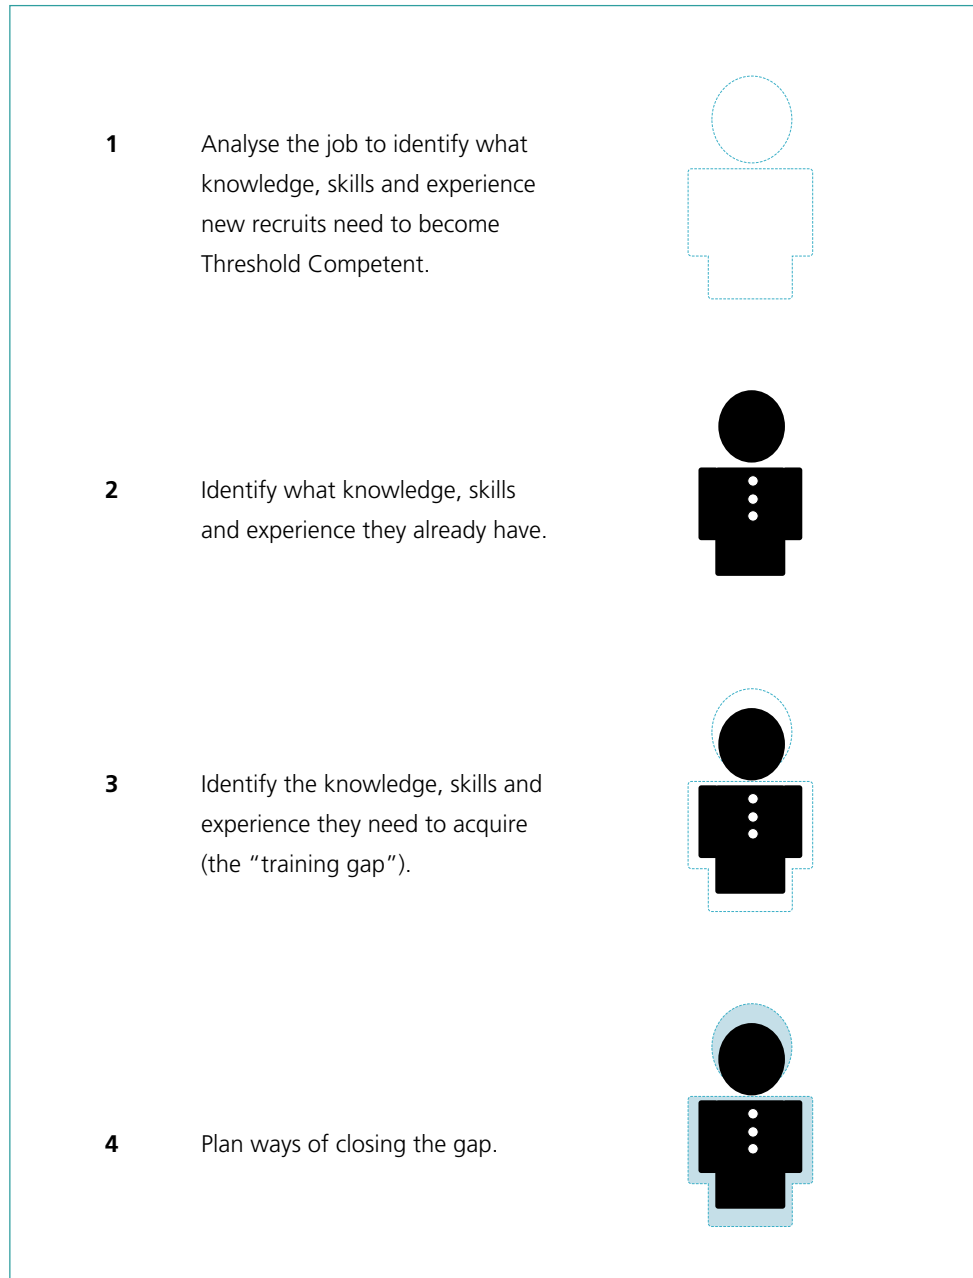 1 Analyse the job to identify what
knowledge, skills and experience
new recruits need to become
Threshold Competent.
2 Identify what knowledge, skills
and experience they already have.
3 Identify the knowledge, skills and
experience they need to acquire
(the “training gap”).
4 Plan ways of closing the gap.